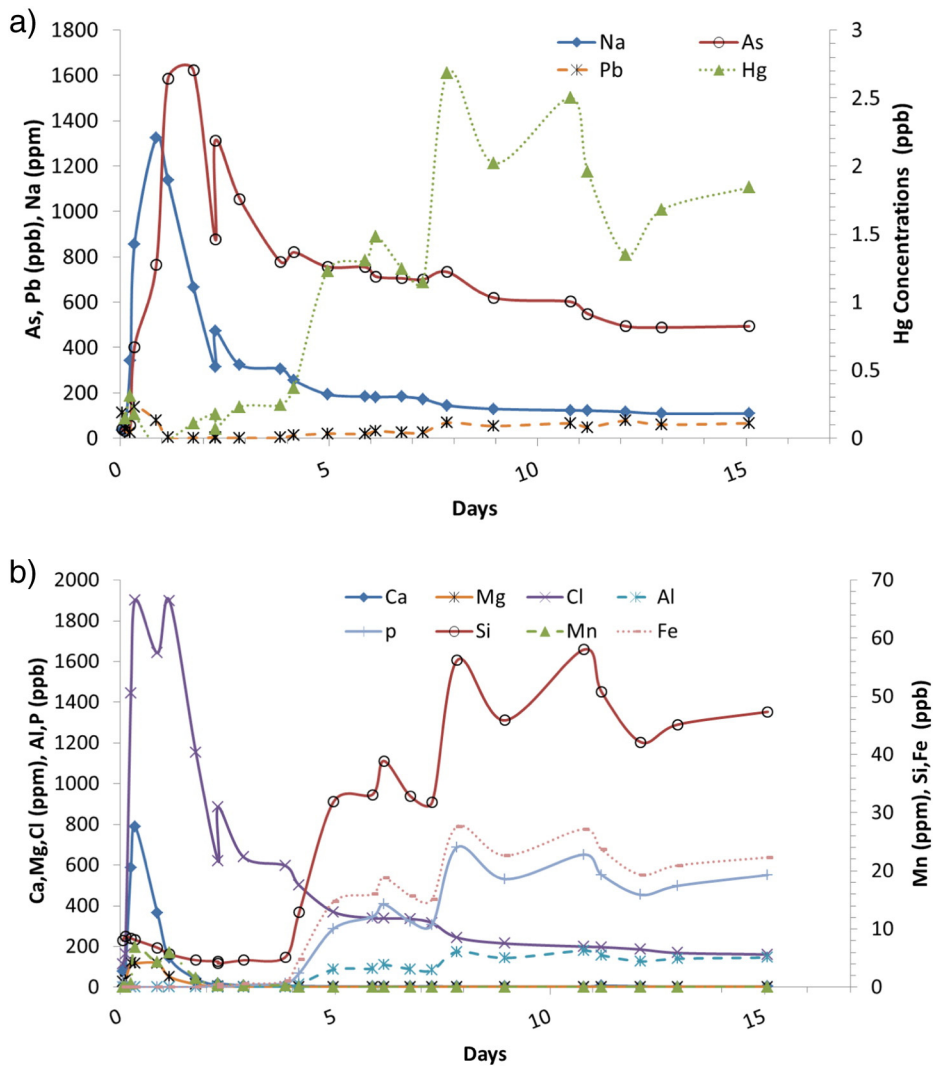 a)
1800
1600
1400
1200
1000
800
600
400
200
0
As, Pb (ppb), Na (ppm)
Na
As
Pb
Hg
3
2.5
2
1.5
1
0.5
0
Hg Concentrations (ppb)
0
5
10
15
Days
b)
2000
1800
1600
1400
1200
1000
800
600
400
200
0
Ca,Mg,Cl (ppm), Al,P (ppb)
Ca
Mg
Cl
Al
p
Si
Mn
Fe
70
60
50
40
30
20
10
0
Mn (ppm), Si,Fe (ppb)
0
5
10
15
Days